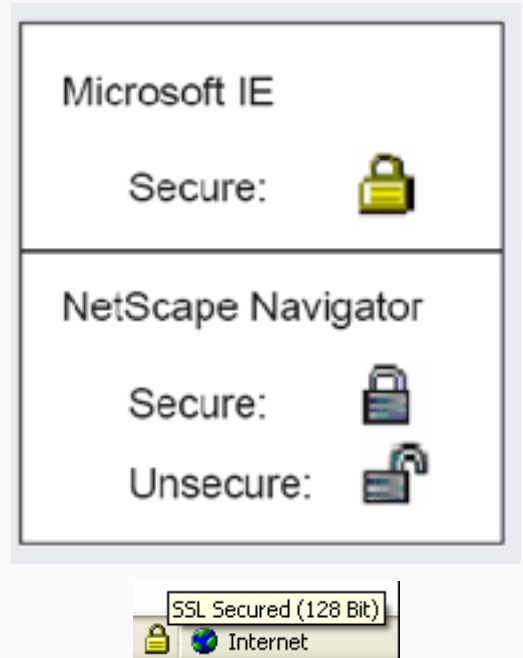 Microsoft IE
Secure:
NetScape Navigator
Secure:
Unsecure:
SSL Secured (128 Bit)
Internet